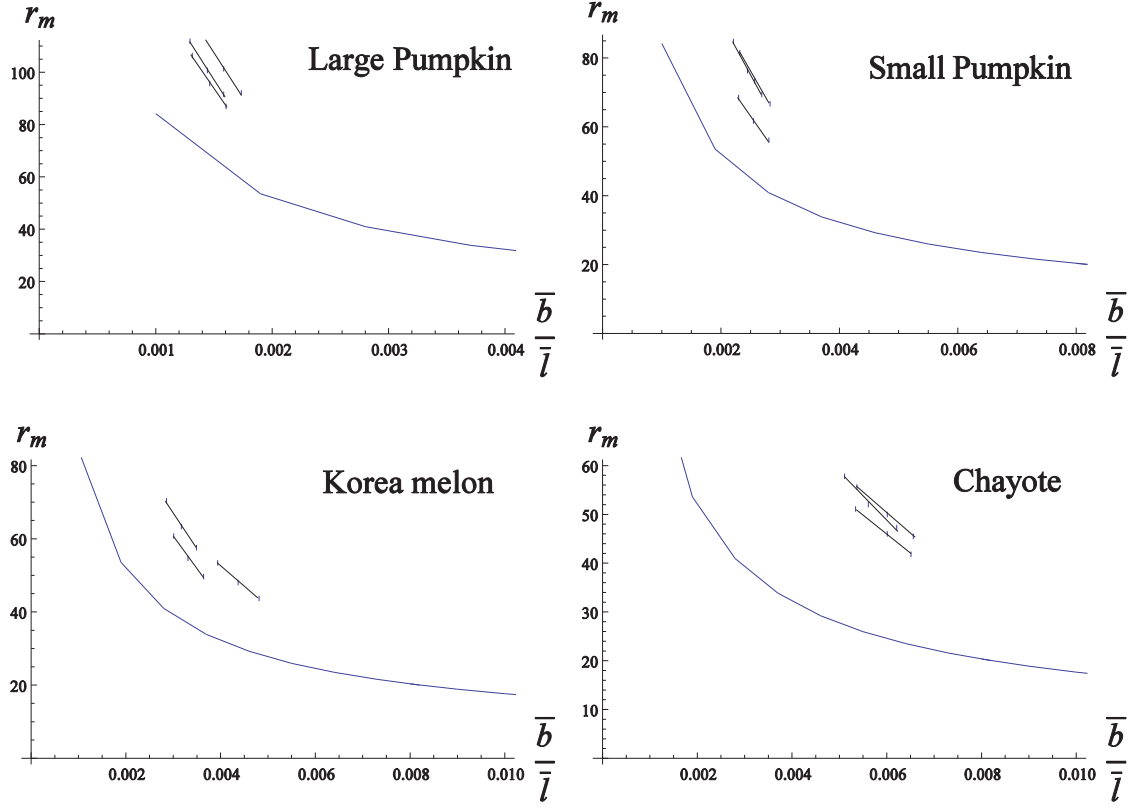 r_m
Large Pumpkin
100
80
60
40
20
0.001 0.002 0.003 0.004
b̅
l̅
r_m
Small Pumpkin
80
60
40
20
0.002 0.004 0.006 0.008
b̅
l̅
r_m
Korea melon
80
60
40
20
0.002 0.004 0.006 0.008 0.010
b̅
l̅
r_m
Chayote
60
50
40
30
20
10
0.002 0.004 0.006 0.008 0.010
b̅
l̅